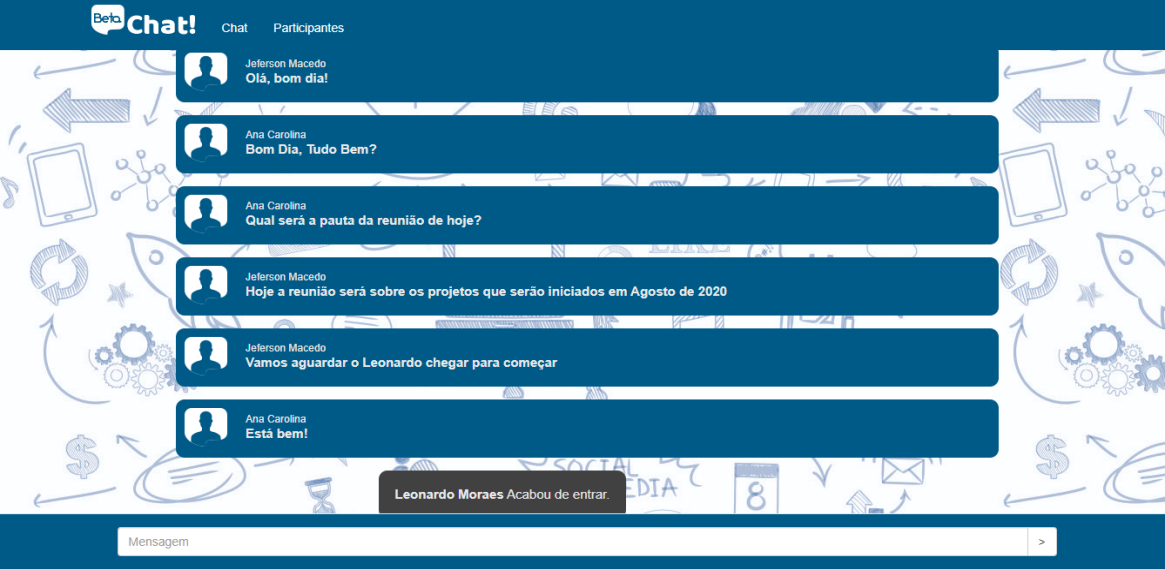 Beta Chat!
Chat
Participantes
Jeferson Macedo
Olá, bom dia!
Ana Carolina
Bom Dia, Tudo Bem?
Ana Carolina
Qual será a pauta da reunião de hoje?
LIKE
Jeferson Macedo
Hoje a reunião será sobre os projetos que serão iniciados em Agosto de 2020
Jeferson Macedo
Vamos aguardar o Leonardo chegar para começar
Ana Carolina
Está bem!
$
SOCIAL
$
Leonardo Moraes Acabou de entrar.
8
Mensagem
>